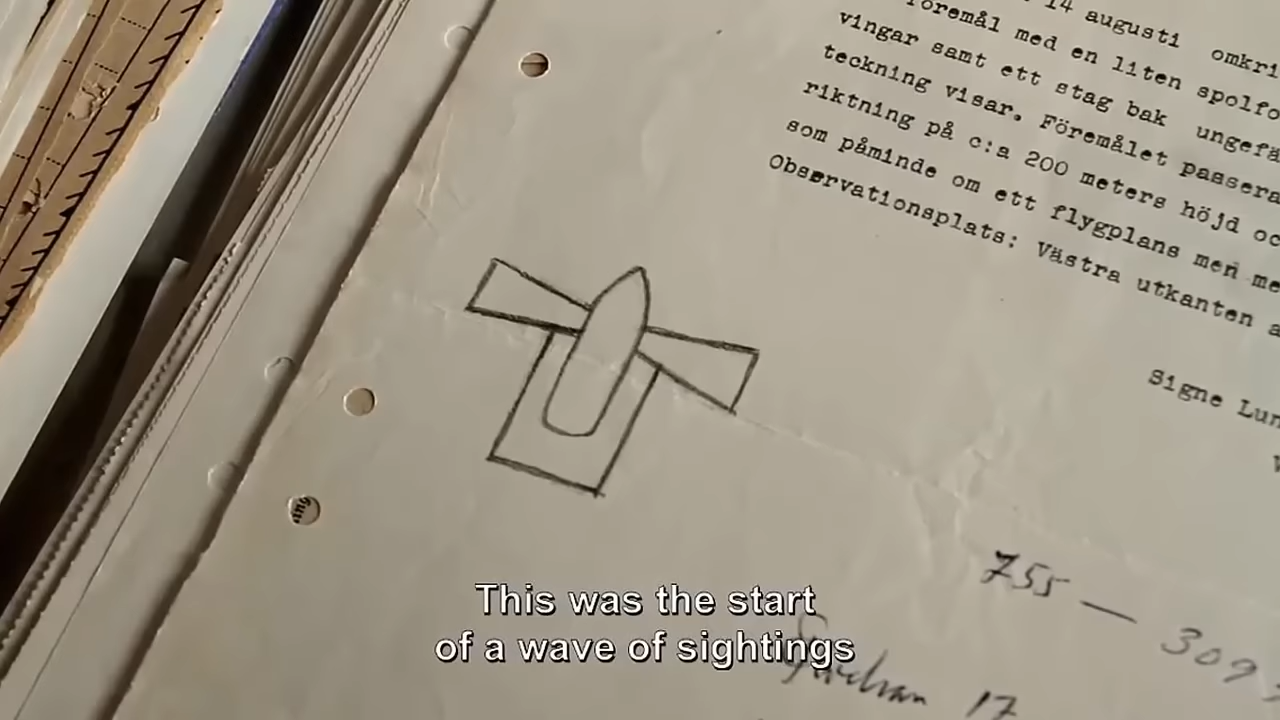 14 augusti omkri
föremål med en liten spolfo
vingar samt ett stag bak ungefä
teckning visar. Föremålet passera
riktning på c:a 200 meters höjd oc
som påminde om ett flygplans men me
Observationsplats: Västra utkanten a
Signe Lun
755 — 309
17
This was the start
of a wave of sightings